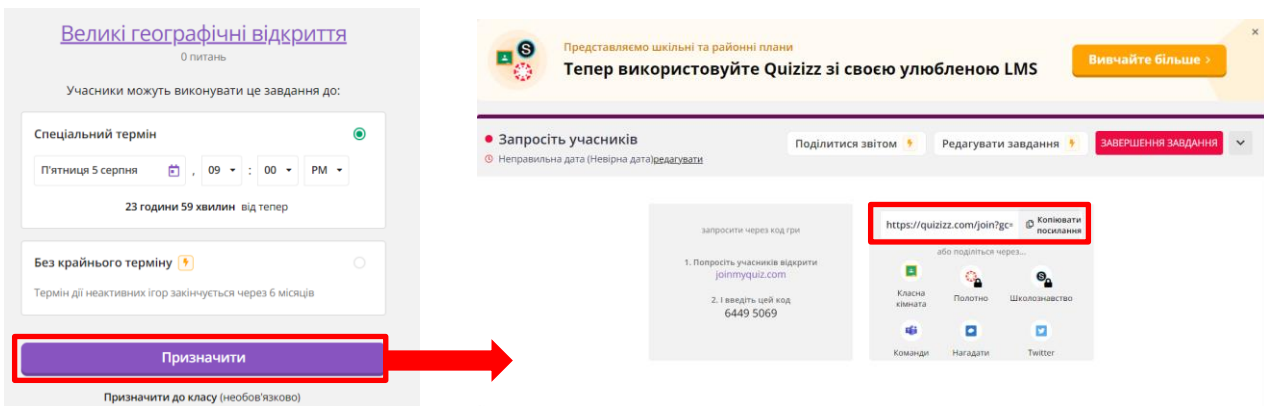 Великі географічні відкриття
0 питань
Учасники можуть виконувати це завдання до:
Спеціальний термін
П'ятниця 5 серпня , 09 : 00 PM
23 години 59 хвилин від тепер
Без крайнього терміну
Термін дії неактивних ігор закінчується через 6 місяців
Призначити
Призначити до класу (необов'язково)
Представляємо шкільні та районні плани
Тепер використовуйте Quizizz зі своєю улюбленою LMS
Вивчайте більше >
Запросіть учасників
Неправильна дата (Невірна дата)редагувати
Поділитися звітом
Редагувати завдання
ЗАВЕРШЕННЯ ЗАВДАННЯ
запросити через код гри
1. Попросіть учасників відкрити
joinmyquiz.com
2. І введіть цей код
6449 5069
https://quizizz.com/join?gc=
Копіювати
посилання
або поділіться через...
Класна
кімната
Полотно
Школознавство
Команди
Нагадати
Twitter